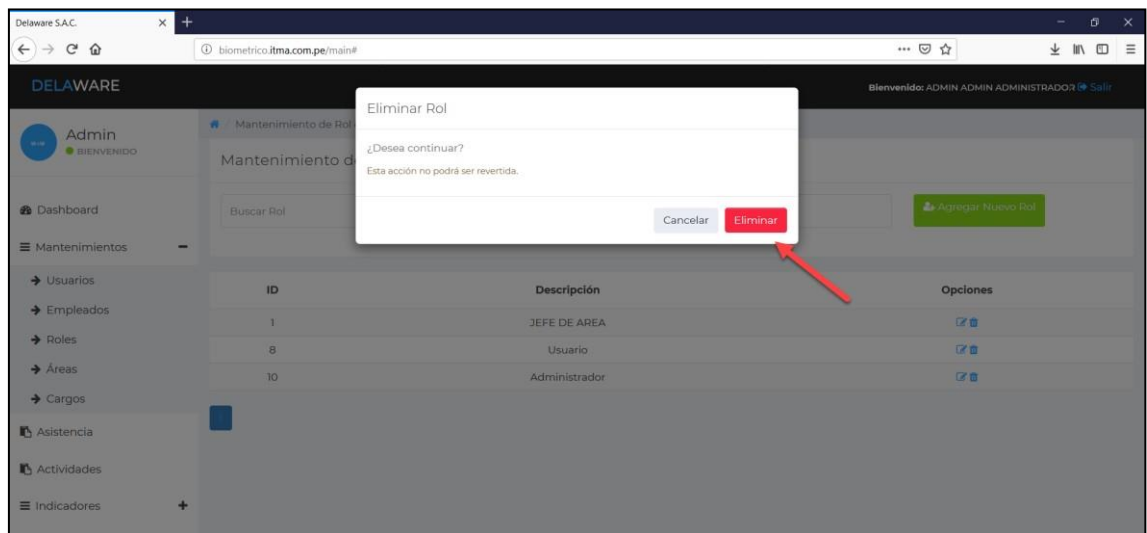 Delaware S.A.C.
biometrico.itma.com.pe/main#
DELAWARE
Bienvenido: ADMIN ADMIN ADMINISTRADOR Salir
Admin
BIENVENIDO
Dashboard
Mantenimientos
Usuarios
Empleados
Roles
Áreas
Cargos
Asistencia
Actividades
Indicadores
/ Mantenimiento de Rol
Mantenimiento d
Buscar Rol
Agregar Nuevo Rol
Eliminar Rol
¿Desea continuar?
Esta acción no podrá ser revertida.
Cancelar Eliminar
ID Descripción Opciones
1 JEFE DE AREA
8 Usuario
10 Administrador